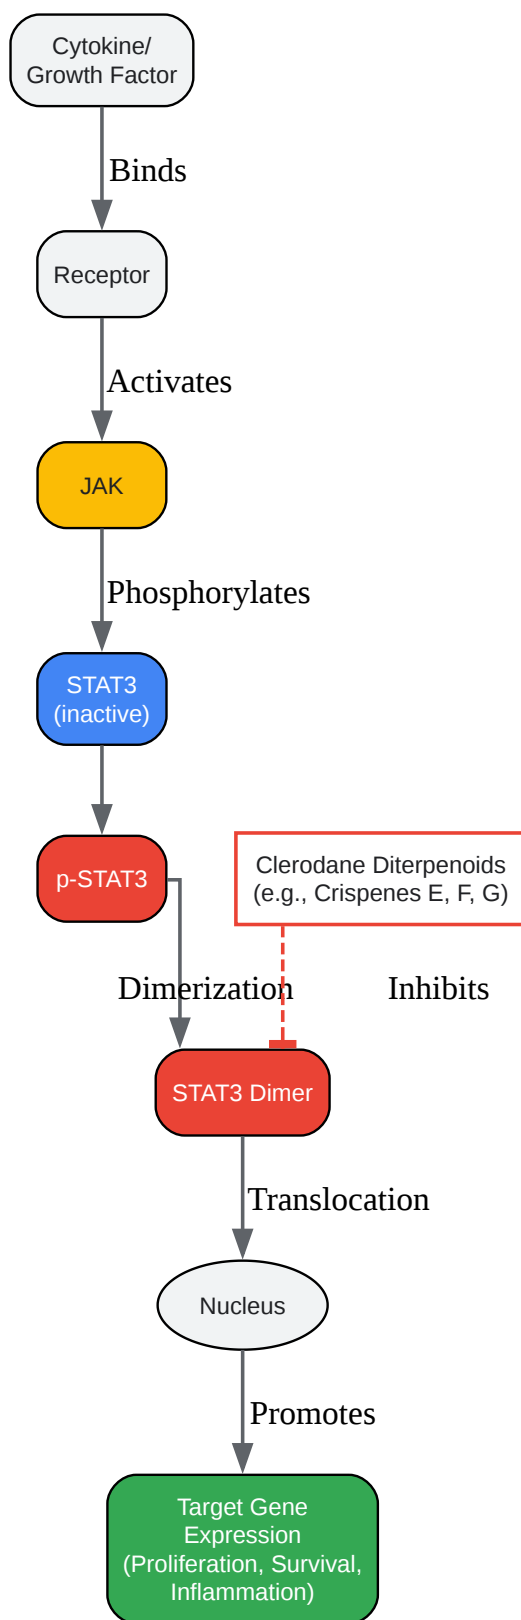 Cytokine/
Growth Factor
Binds
Receptor
Activates
JAK
Phosphorylates
STAT3
(inactive)
p-STAT3
Clerodane Diterpenoids
(e.g., Crispenes E, F, G)
Dimerization
Inhibits
STAT3 Dimer
Translocation
Nucleus
Promotes
Target Gene
Expression
(Proliferation, Survival,
Inflammation)